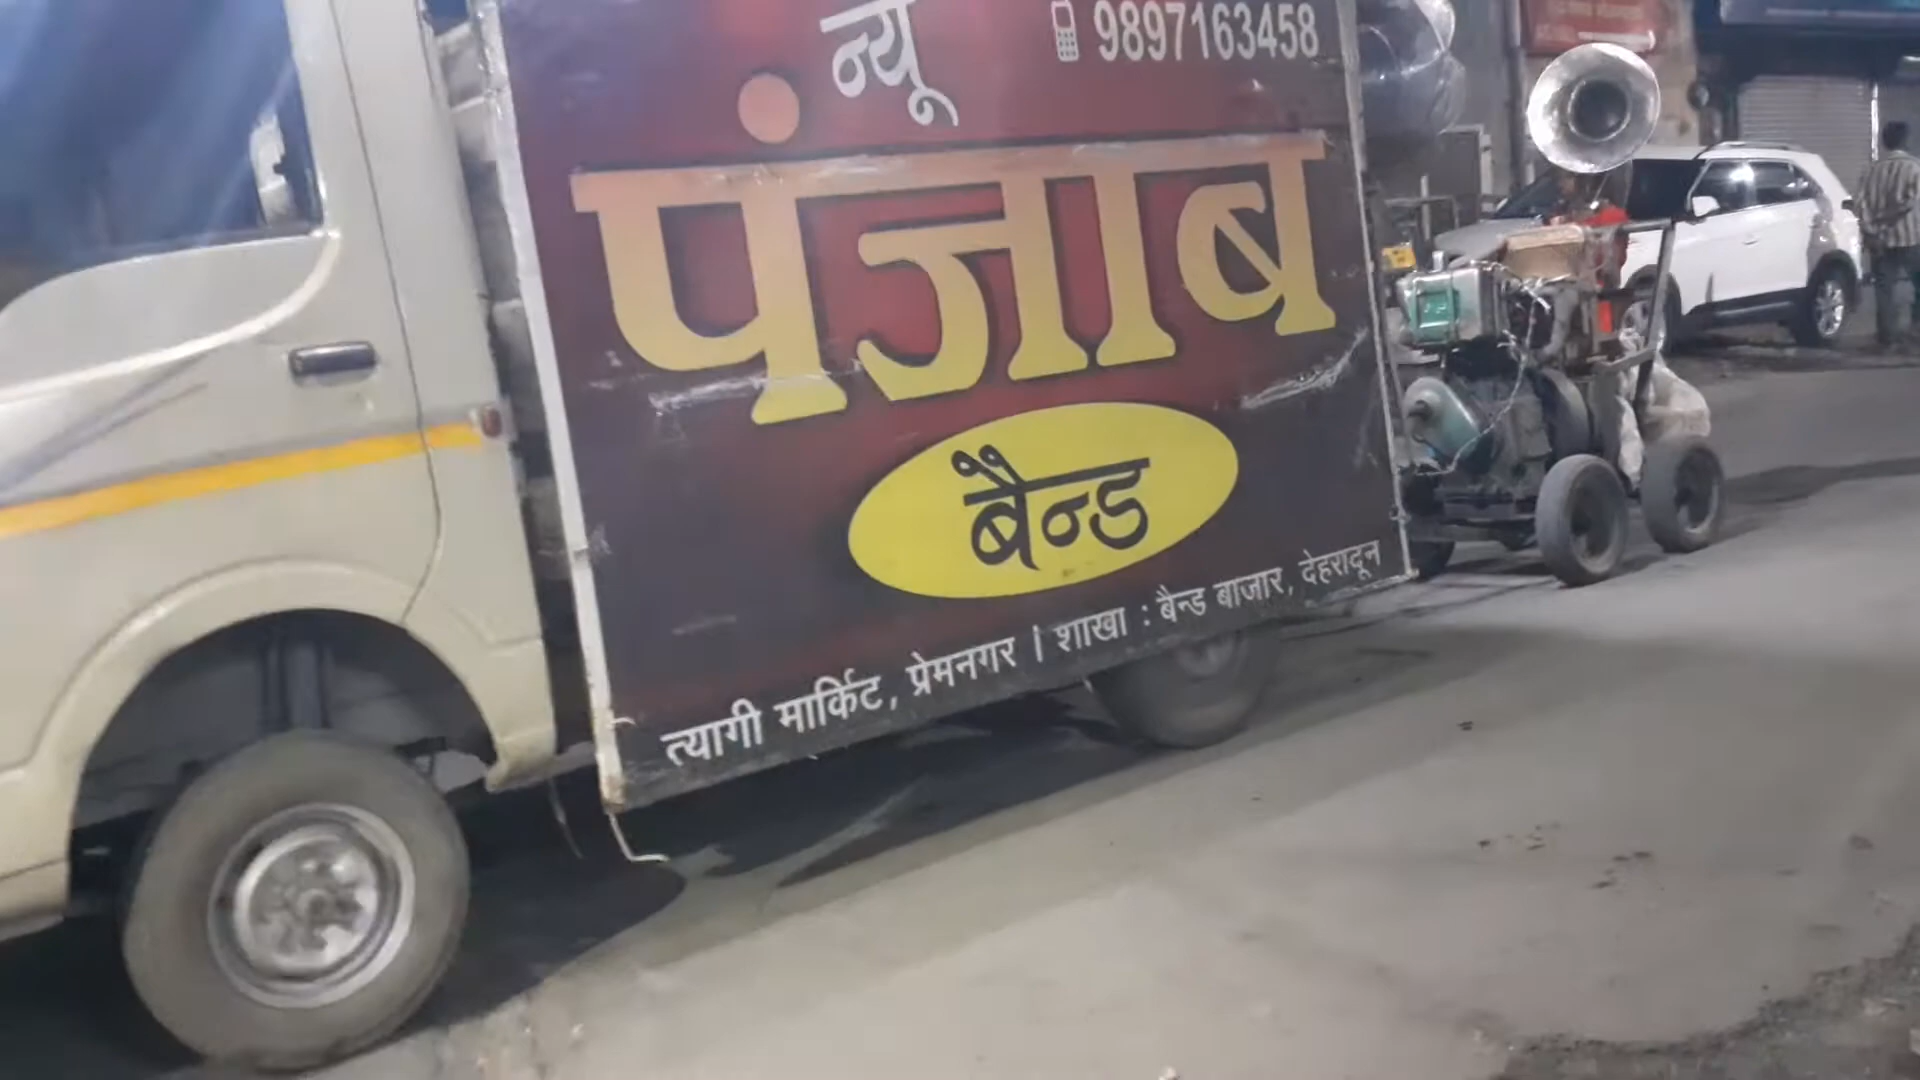 न्यू
9897163458
पंजाब
बैन्ड
त्यागी मार्किट, प्रेमनगर । शाखा : बैन्ड बाजार, देहरादून